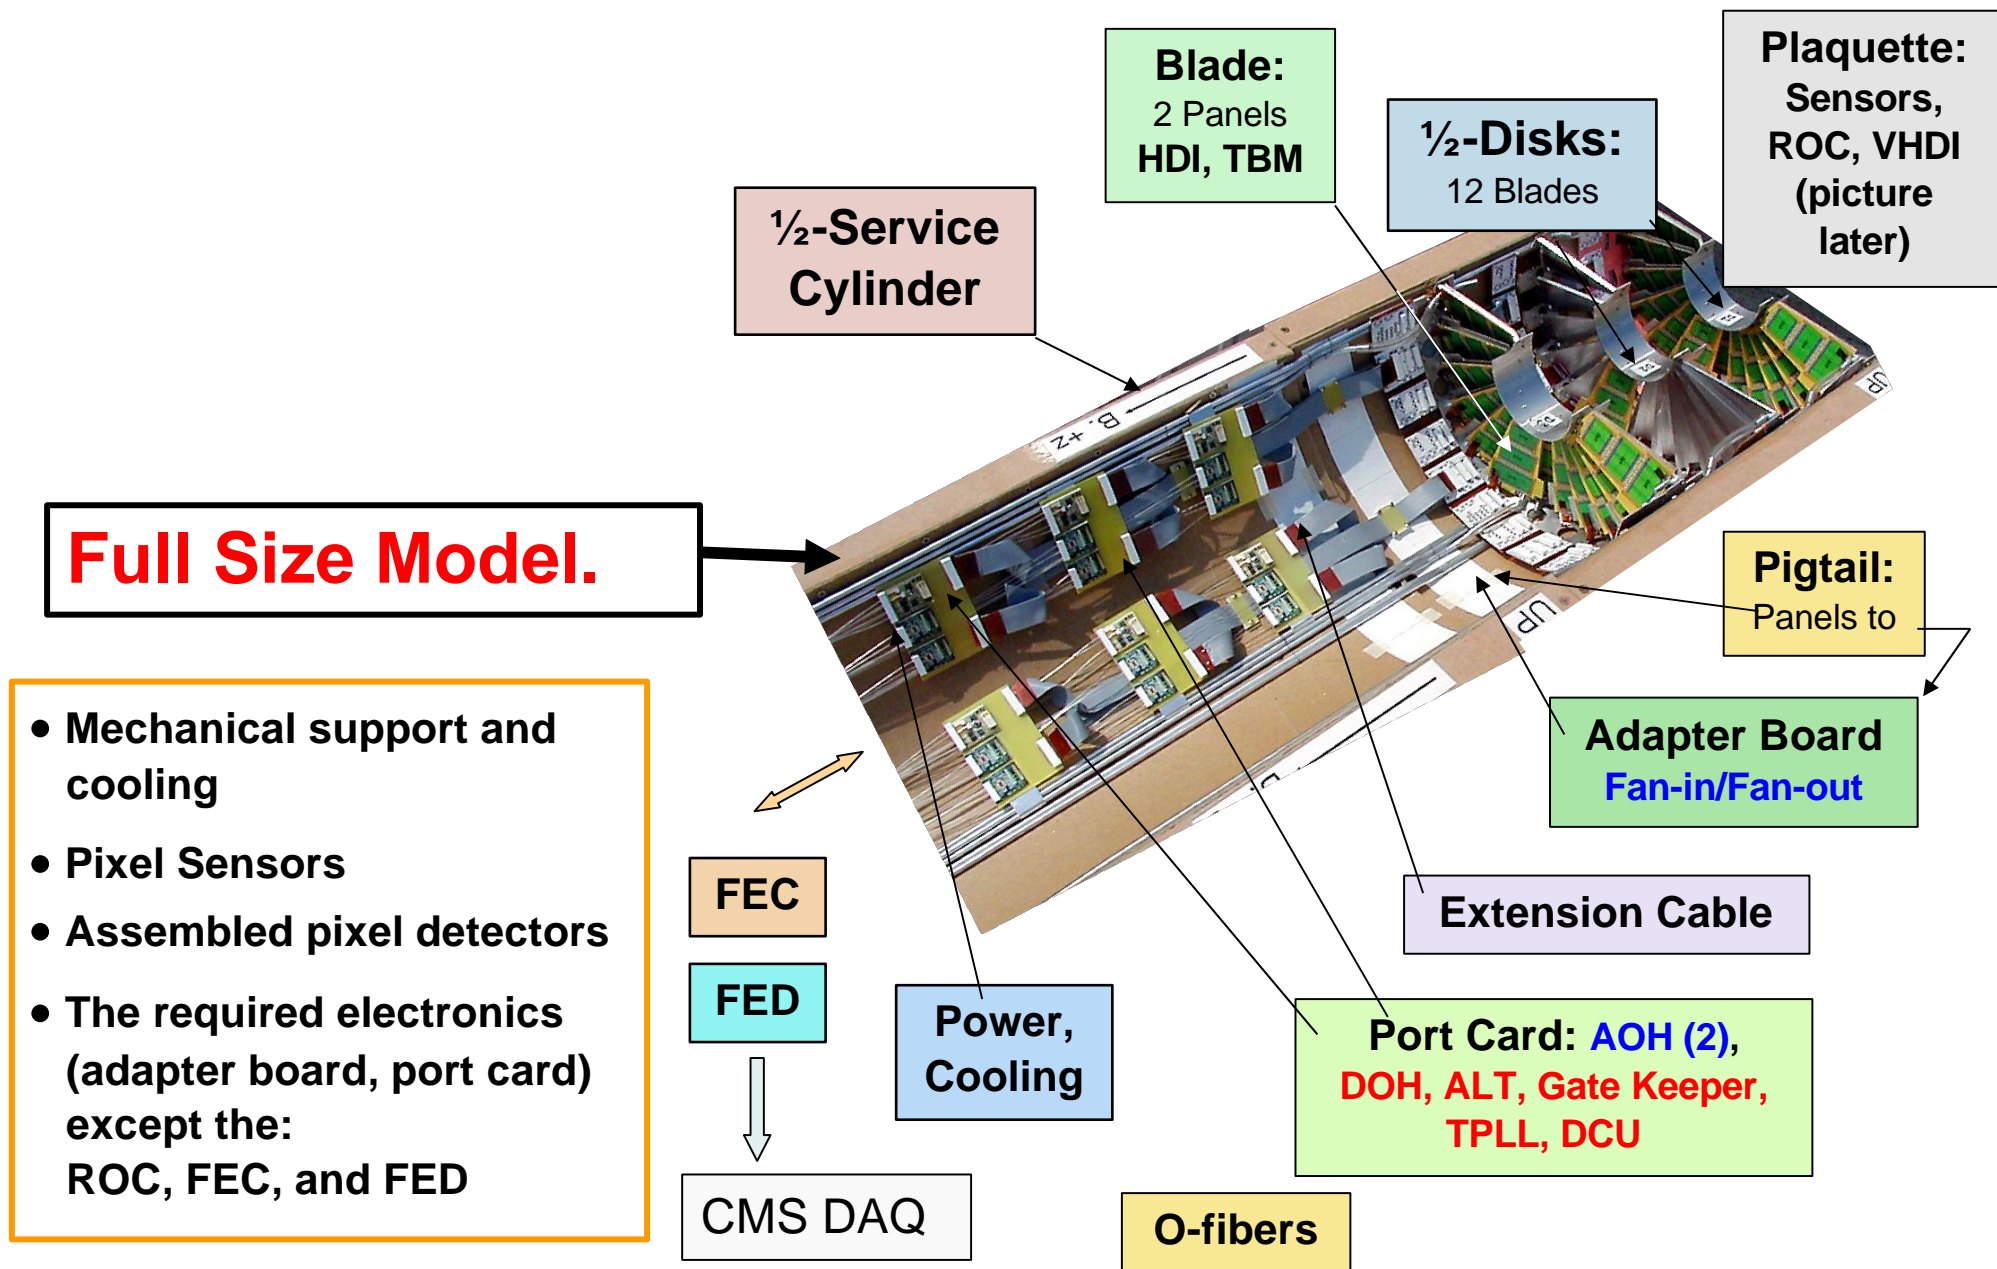 Blade:
2 Panels
HDI, TBM
½-Disks:
12 Blades
Plaquette:
Sensors,
ROC, VHDI
(picture
later)
½-Service
Cylinder
B. +z
UP
UP
D2
Full Size Model.
Pigtail:
Panels to
Adapter Board
Fan-in/Fan-out
• Mechanical support and
cooling
• Pixel Sensors
• Assembled pixel detectors
• The required electronics
(adapter board, port card)
except the:
ROC, FEC, and FED
FEC
FED
CMS DAQ
Power,
Cooling
Extension Cable
Port Card: AOH (2),
DOH, ALT, Gate Keeper,
TPLL, DCU
O-fibers